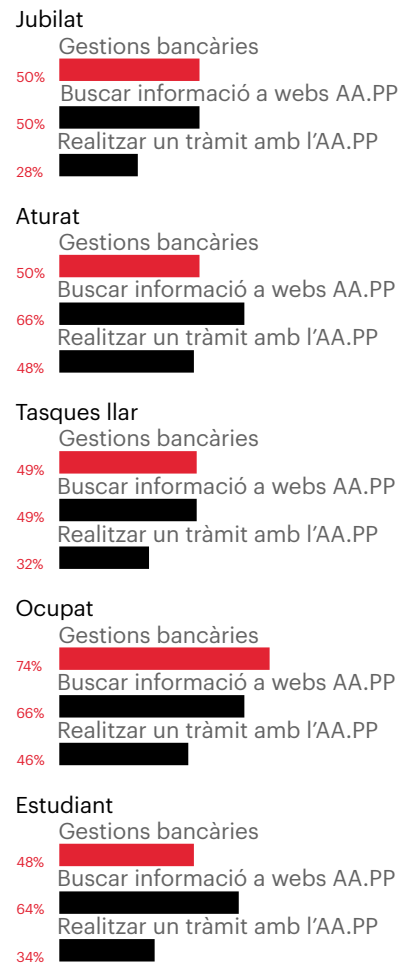 Jubilat
Gestions bancàries
50%
Buscar informació a webs AA.PP
50%
Realitzar un tràmit amb l'AA.PP
28%
Aturat
Gestions bancàries
50%
Buscar informació a webs AA.PP
66%
Realitzar un tràmit amb l'AA.PP
48%
Tasques llar
Gestions bancàries
49%
Buscar informació a webs AA.PP
49%
Realitzar un tràmit amb l'AA.PP
32%
Ocupat
Gestions bancàries
74%
Buscar informació a webs AA.PP
66%
Realitzar un tràmit amb l'AA.PP
46%
Estudiant
Gestions bancàries
48%
Buscar informació a webs AA.PP
64%
Realitzar un tràmit amb l'AA.PP
34%